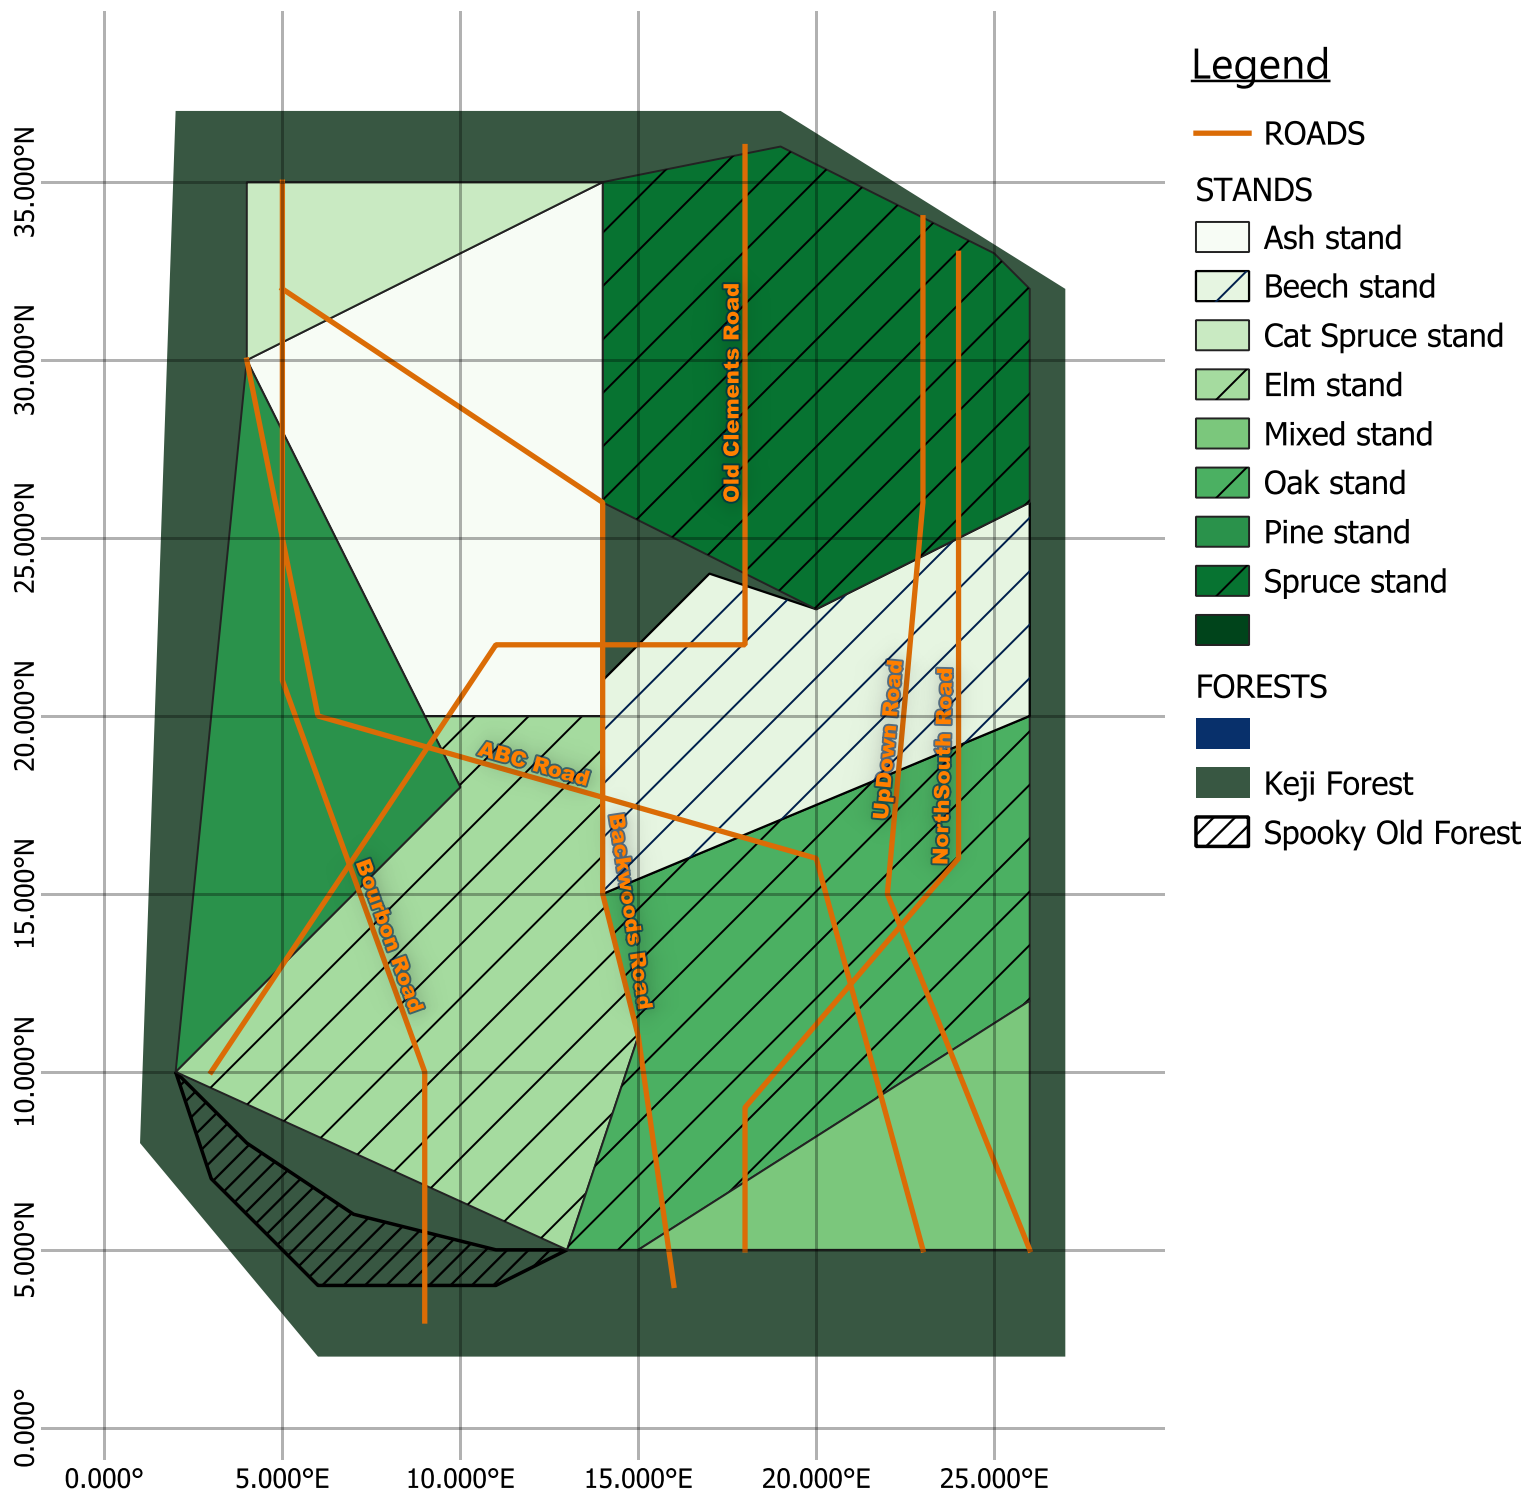 Legend
ROADS
STANDS
Ash stand
Beech stand
Cat Spruce stand
Elm stand
Mixed stand
Oak stand
Pine stand
Spruce stand
FORESTS
Keji Forest
Spooky Old Forest
35.000°N
30.000°N
25.000°N
20.000°N
15.000°N
10.000°N
5.000°N
0.000°
0.000°
5.000°E
10.000°E
15.000°E
20.000°E
25.000°E
Old Clements Road
UpDown Road
NorthSouth Road
ABC Road
Backwoods Road
Bourbon Road